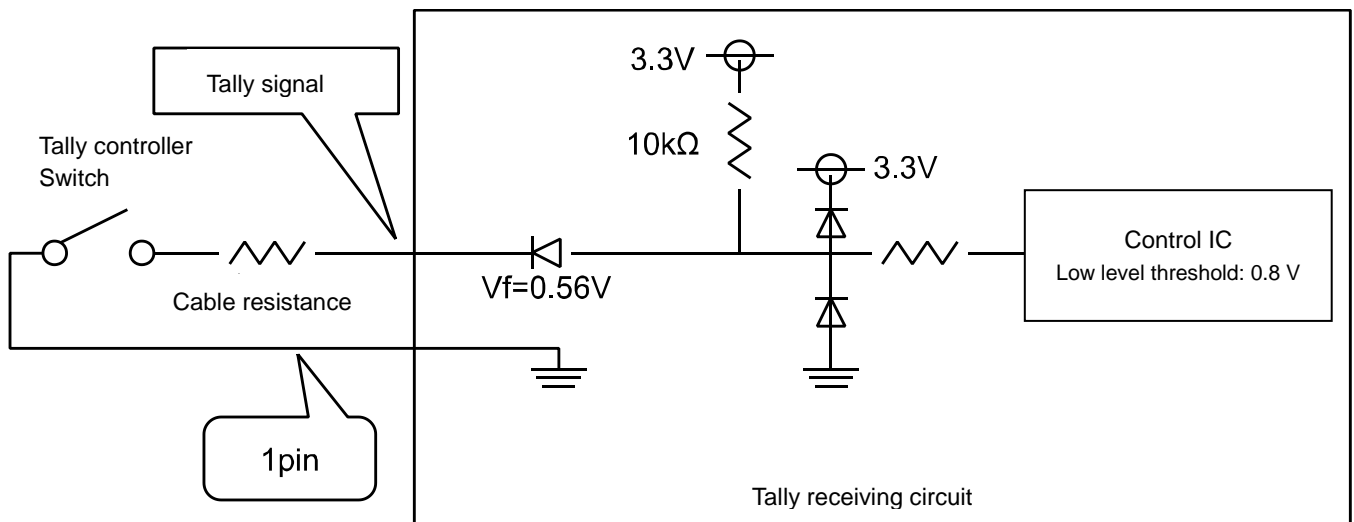 Tally signal
Tally controller
Switch
Cable resistance
1pin
3.3V
10kΩ
3.3V
Vf=0.56V
Control IC
Low level threshold: 0.8 V
Tally receiving circuit